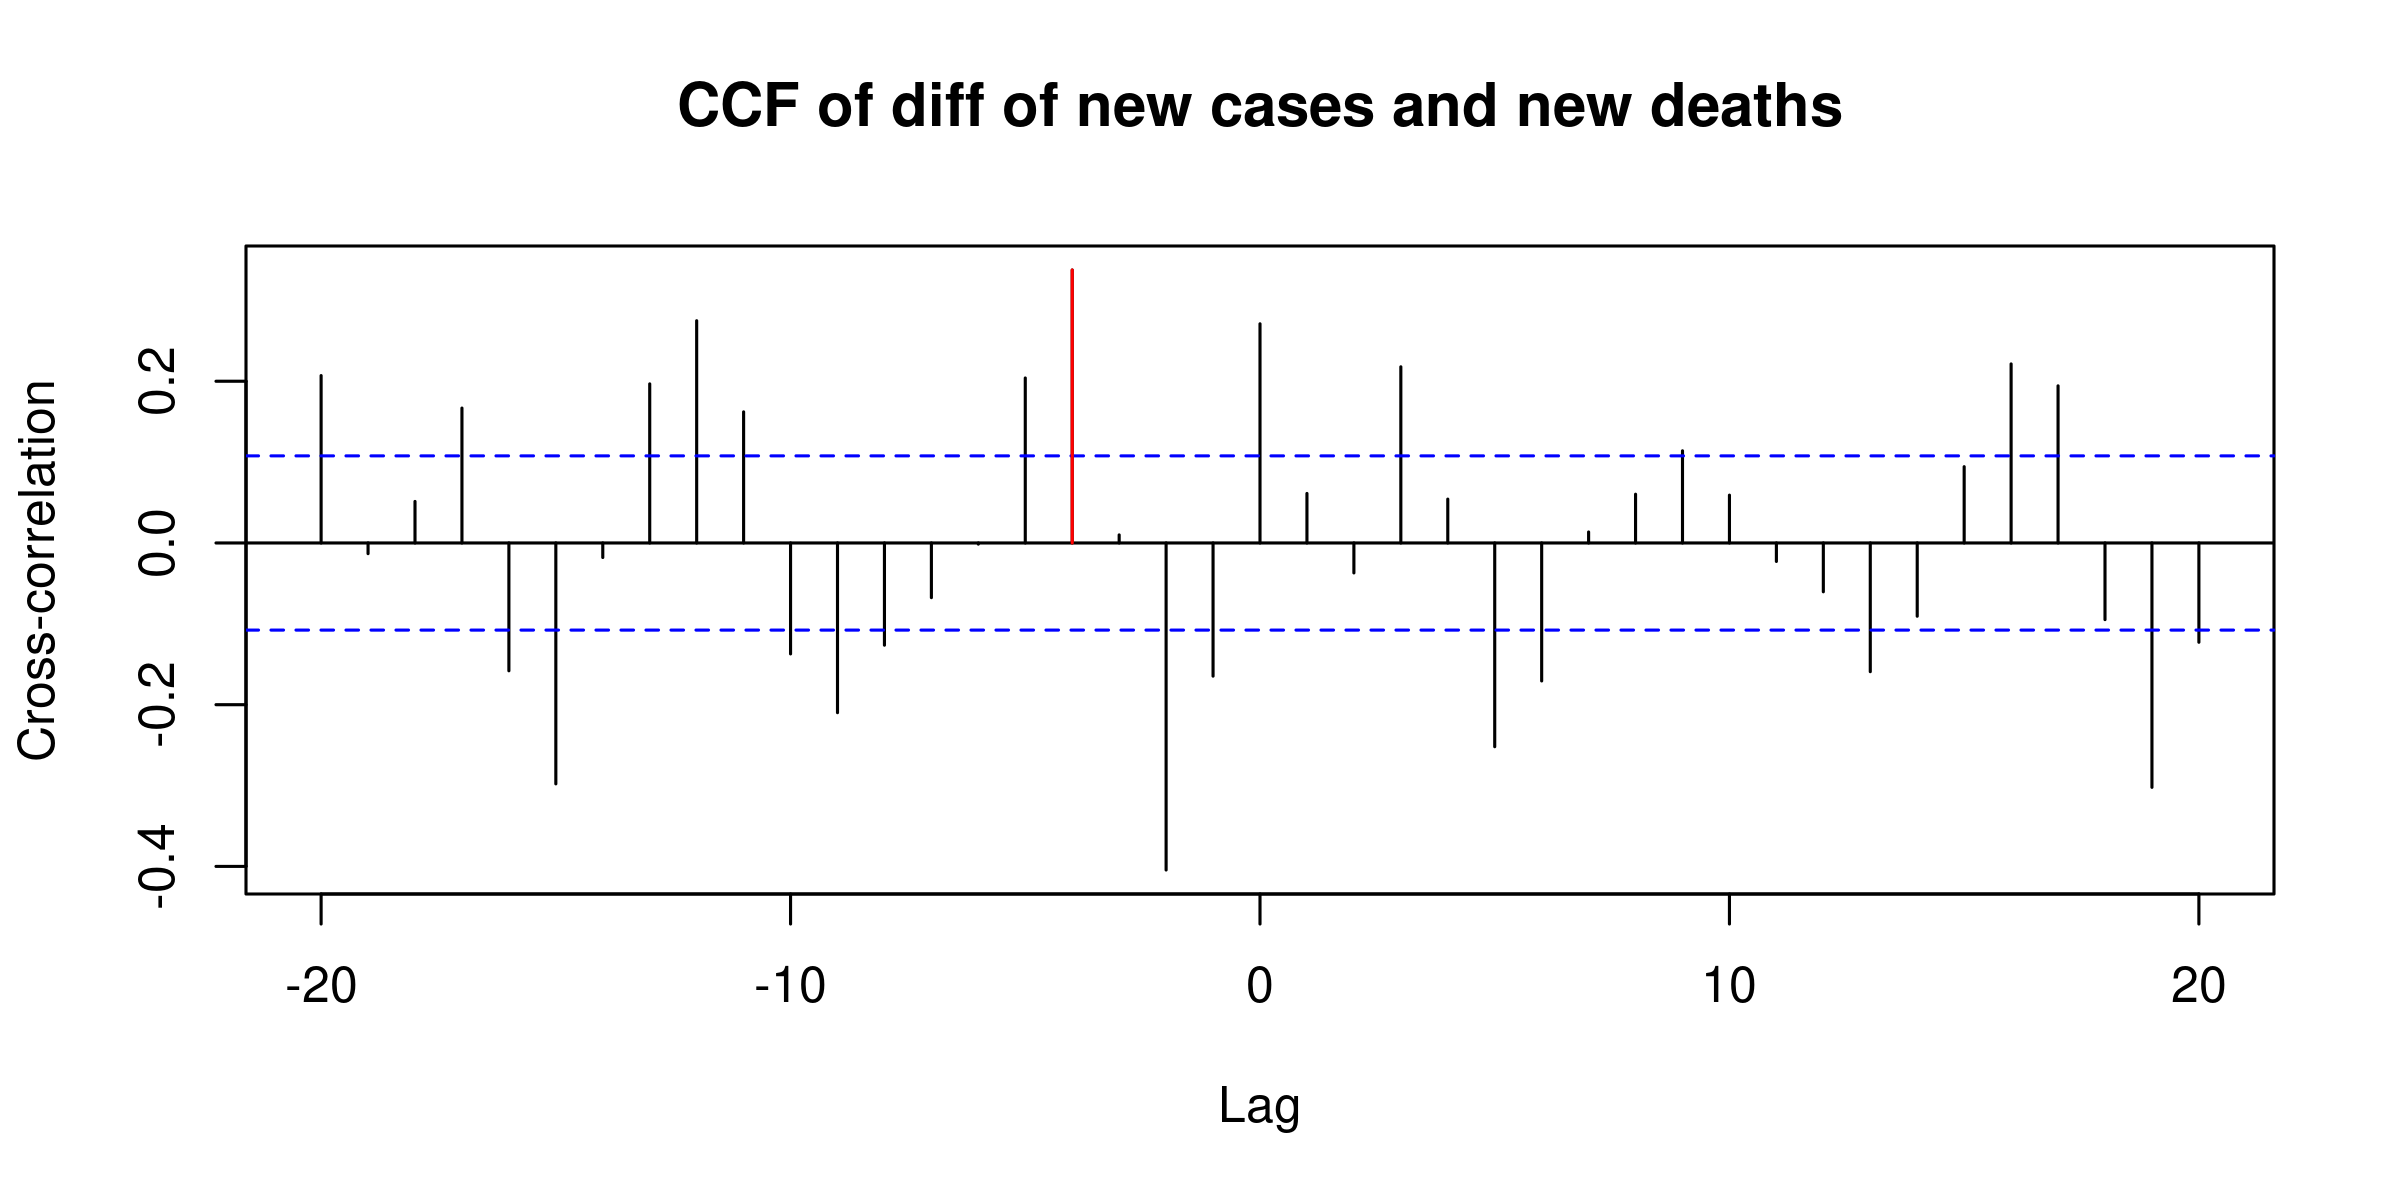 CCF of diff of new cases and new deaths
Cross-correlation
0.2
0.0
-0.2
-0.4
-20 -10 0 10 20
Lag